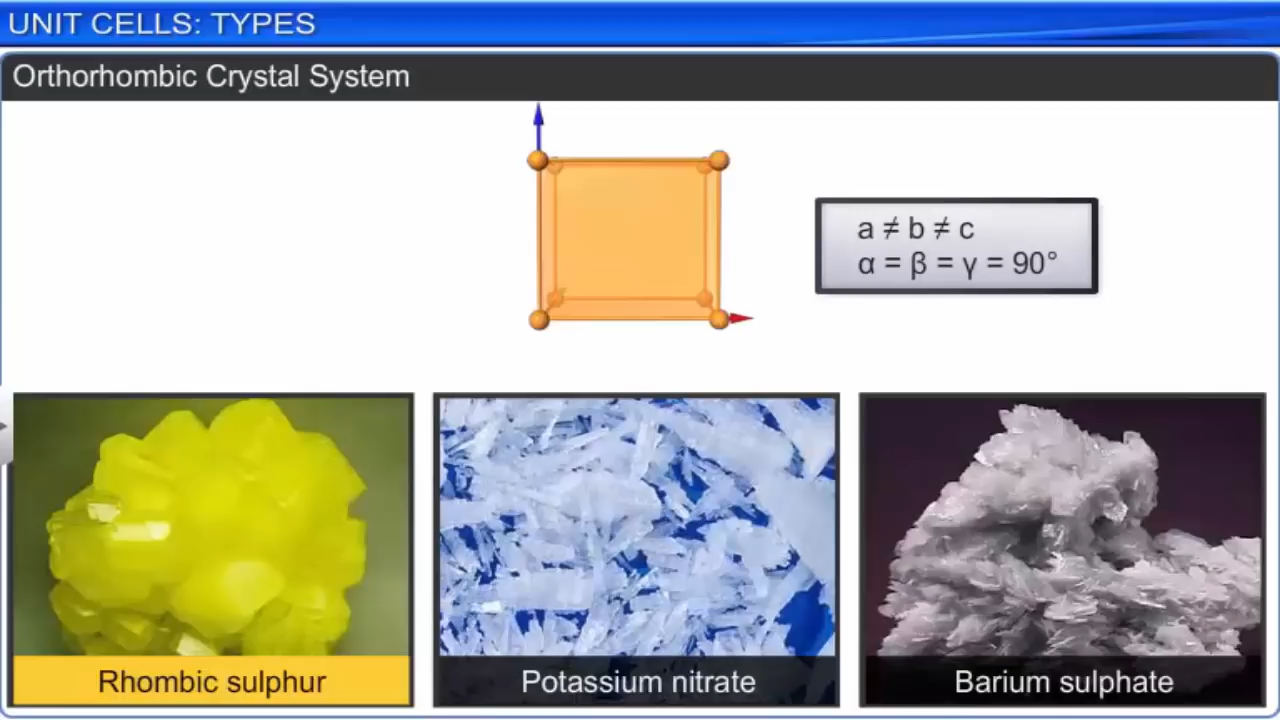 UNIT CELLS: TYPES
Orthorhombic Crystal System
a ≠ b ≠ c
α = β = γ = 90°
Rhombic sulphur
Potassium nitrate
Barium sulphate